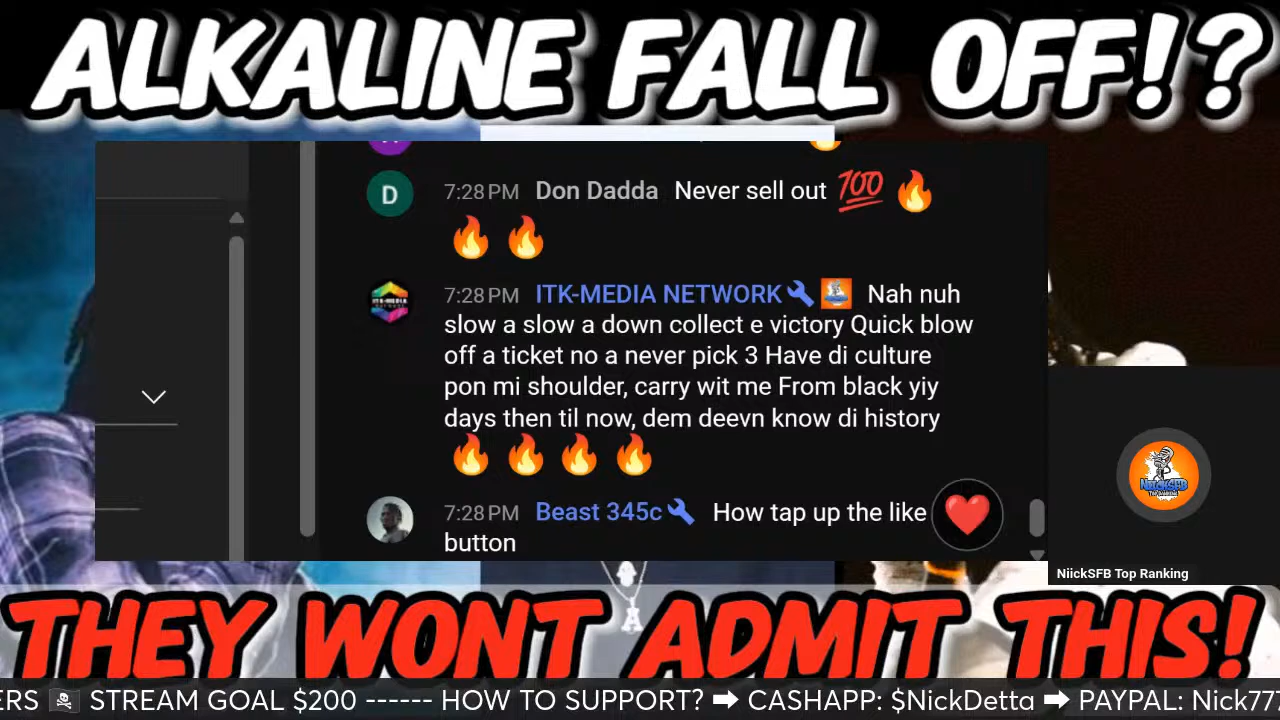 ALKALINE FALL OFF!?
D 7:28 PM Don Dadda Never sell out 💯 🔥
🔥 🔥
7:28 PM ITK-MEDIA NETWORK Nah nuh
slow a slow a down collect e victory Quick blow
off a ticket no a never pick 3 Have di culture
pon mi shoulder, carry wit me From black yiy
days then til now, dem deevn know di history
🔥 🔥 🔥 🔥
7:28 PM Beast 345c How tap up the like
button
NiickSFB
NiickSFB Top Ranking
THEY WONT ADMIT THIS!
ERS ☠ STREAM GOAL $200 ------ HOW TO SUPPORT? ➡ CASHAPP: $NickDetta ➡ PAYPAL: Nick777